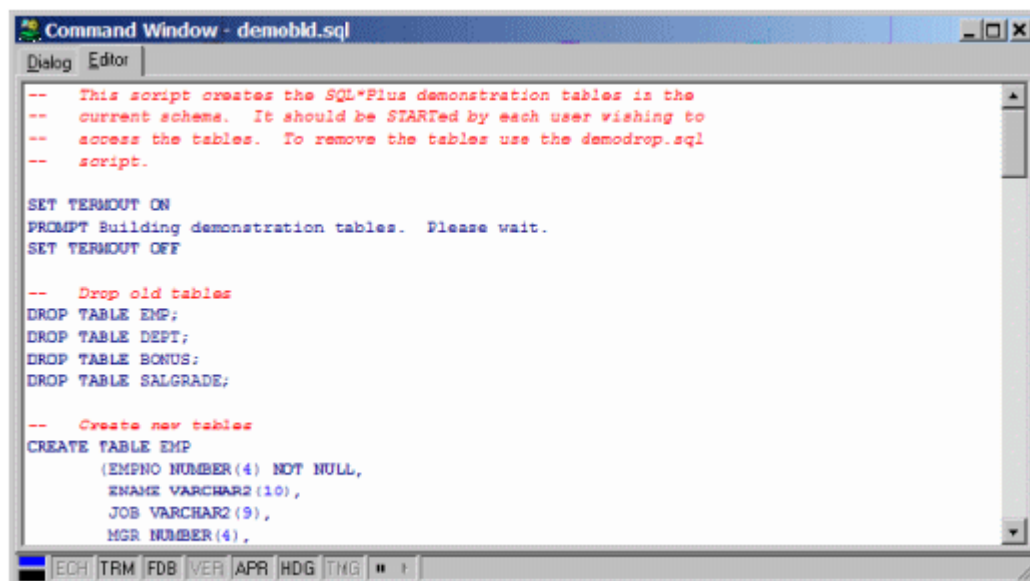 Command Window - demobld.sql
Dialog Editor
--   This script creates the SQL*Plus demonstration tables in the
--   current schema.  It should be STARTed by each user wishing to
--   access the tables.  To remove the tables use the demodrop.sql
--   script.
SET TERMOUT ON
PROMPT Building demonstration tables.  Please wait.
SET TERMOUT OFF
--   Drop old tables
DROP TABLE EMP;
DROP TABLE DEPT;
DROP TABLE BONUS;
DROP TABLE SALGRADE;
--   Create new tables
CREATE TABLE EMP
(EMPNO NUMBER(4) NOT NULL,
ENAME VARCHAR2(10),
JOB VARCHAR2(9),
MGR NUMBER(4),
ECH TRM FDB VER APR HDG TMG